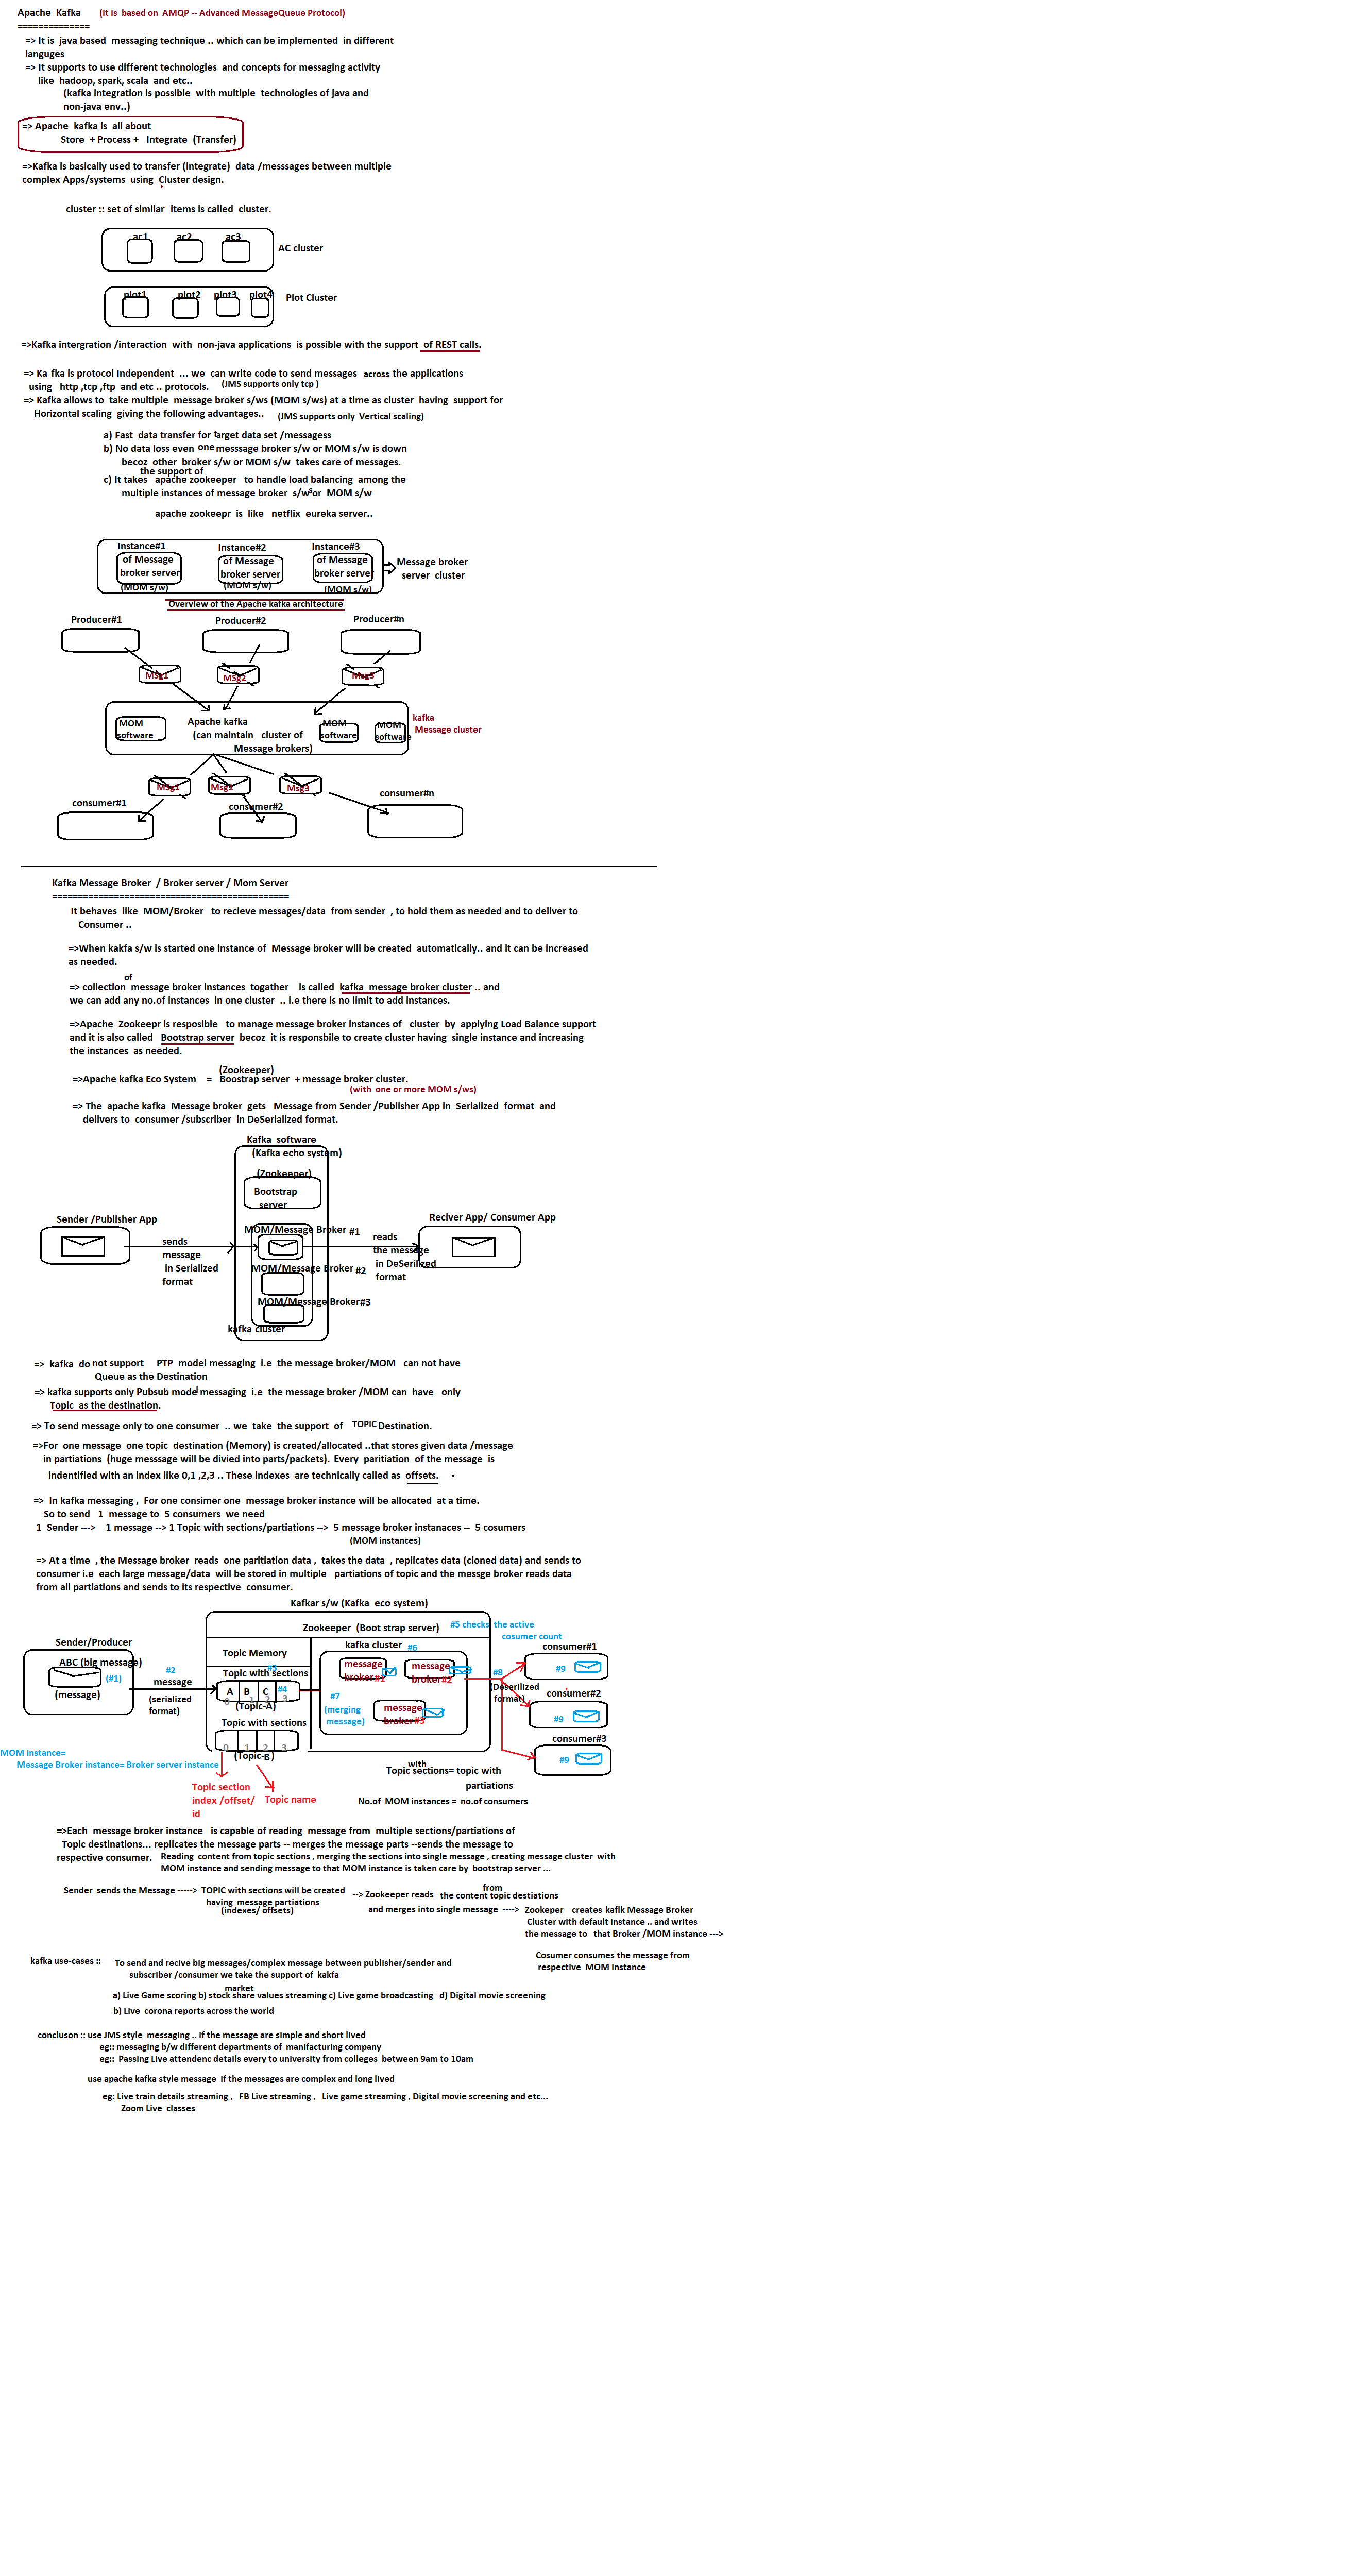 Apache Kafka (It is based on AMQP -- Advanced MessageQueue Protocol)
==============
=> It is java based messaging technique .. which can be implemented in different
languges
=> It supports to use different technologies and concepts for messaging activity
like hadoop, spark, scala and etc..
(kafka integration is possible with multiple technologies of java and
non-java env..)
=> Apache kafka is all about
Store + Process + Integrate (Transfer)
=>Kafka is basically used to transfer (integrate) data /messsages between multiple
complex Apps/systems using Cluster design.
cluster :: set of similar items is called cluster.
ac1 ac2 ac3
AC cluster
plot1 plot2 plot3 plot4
Plot Cluster
=>Kafka intergration /interaction with non-java applications is possible with the support of REST calls.
=> Ka fka is protocol Independent ... we can write code to send messages across the applications
using http ,tcp ,ftp and etc .. protocols. (JMS supports only tcp )
=> Kafka allows to take multiple message broker s/ws (MOM s/ws) at a time as cluster having support for
Horizontal scaling giving the following advantages.. (JMS supports only Vertical scaling)
a) Fast data transfer for target data set /messagess
b) No data loss even one messsage broker s/w or MOM s/w is down
becoz other broker s/w or MOM s/w takes care of messages.
the support of
c) It takes apache zookeeper to handle load balancing among the
multiple instances of message broker s/ws or MOM s/w
apache zookeepr is like netflix eureka server..
Instance#1 Instance#2 Instance#3
of Message of Message of Message
broker server broker server broker server
(MOM s/w) (MOM s/w) (MOM s/w)
Message broker
server cluster
Overview of the Apache kafka architecture
Producer#1 Producer#2 Producer#n
MSg1 MSg2 Msg3
MOM software
Apache kafka
(can maintain cluster of
Message brokers)
MOM software
MOM software
kafka
Message cluster
Msg1 Msg2 Msg3
consumer#1 consumer#2 consumer#n
Kafka Message Broker / Broker server / Mom Server
==============================================
It behaves like MOM/Broker to recieve messages/data from sender , to hold them as needed and to deliver to
Consumer ..
=>When kakfa s/w is started one instance of Message broker will be created automatically.. and it can be increased
as needed.
of
=> collection message broker instances togather is called kafka message broker cluster .. and
we can add any no.of instances in one cluster .. i.e there is no limit to add instances.
=>Apache Zookeepr is resposible to manage message broker instances of cluster by applying Load Balance support
and it is also called Bootstrap server becoz it is responsbile to create cluster having single instance and increasing
the instances as needed.
(Zookeeper)
=>Apache kafka Eco System = Boostrap server + message broker cluster.
(with one or more MOM s/ws)
=> The apache kafka Message broker gets Message from Sender /Publisher App in Serialized format and
delivers to consumer /subscriber in DeSerialized format.
Kafka software
(Kafka echo system)
(Zookeeper)
Bootstrap
server
Sender /Publisher App
Reciver App/ Consumer App
MOM/Message Broker #1
sends
message
in Serialized
format
reads
the message
in DeSerilized
format
MOM/Message Broker #2
MOM/Message Broker#3
kafka cluster
=> kafka do not support PTP model messaging i.e the message broker/MOM can not have
Queue as the Destination
=> kafka supports only Pubsub model messaging i.e the message broker /MOM can have only
Topic as the destination.
=> To send message only to one consumer .. we take the support of TOPIC Destination.
=>For one message one topic destination (Memory) is created/allocated ..that stores given data /message
in partiations (huge messsage will be divied into parts/packets). Every paritiation of the message is
indentified with an index like 0,1 ,2,3 .. These indexes are technically called as offsets. .
=> In kafka messaging , For one consimer one message broker instance will be allocated at a time.
So to send 1 message to 5 consumers we need
1 Sender ---> 1 message --> 1 Topic with sections/partiations --> 5 message broker instanaces -- 5 cosumers
(MOM instances)
=> At a time , the Message broker reads one paritiation data , takes the data , replicates data (cloned data) and sends to
consumer i.e each large message/data will be stored in multiple partiations of topic and the messge broker reads data
from all partiations and sends to its respective consumer.
Kafkar s/w (Kafka eco system)
Zookeeper (Boot strap server) #5 checks the active
cosumer count
Sender/Producer
ABC (big message)
(#1)
(message)
#2
message
(serialized
format)
Topic Memory
#3
Topic with sections
A B C #4
0 1 2 3
(Topic-A)
Topic with sections
0 1 2 3
(Topic-B)
kafka cluster #6
message
broker#1
message
broker#2
#7
(merging
message)
message
broker#3
#8
(Deserilized
format)
consumer#1
#9
consumer#2
#9
consumer#3
#9
MOM instance=
Message Broker instance= Broker server instance
Topic section
index /offset/
id
Topic name
with
Topic sections= topic with
partiations
No.of MOM instances = no.of consumers
=>Each message broker instance is capable of reading message from multiple sections/partiations of
Topic destinations... replicates the message parts -- merges the message parts --sends the message to
respective consumer. Reading content from topic sections , merging the sections into single message , creating message cluster with
MOM instance and sending message to that MOM instance is taken care by bootstrap server ...
Sender sends the Message -----> TOPIC with sections will be created
having message partiations
(indexes/ offsets)
from
--> Zookeeper reads the content topic destiations
and merges into single message ---->
Zookeper creates kaflk Message Broker
Cluster with default instance .. and writes
the message to that Broker /MOM instance --->
Cosumer consumes the message from
respective MOM instance
kafka use-cases :: To send and recive big messages/complex message between publisher/sender and
subscriber /consumer we take the support of kakfa
market
a) Live Game scoring b) stock share values streaming c) Live game broadcasting d) Digital movie screening
b) Live corona reports across the world
concluson :: use JMS style messaging .. if the message are simple and short lived
eg:: messaging b/w different departments of manifacturing company
eg:: Passing Live attendenc details every to university from colleges between 9am to 10am
use apache kafka style message if the messages are complex and long lived
eg: Live train details streaming , FB Live streaming , Live game streaming , Digital movie screening and etc...
Zoom Live classes